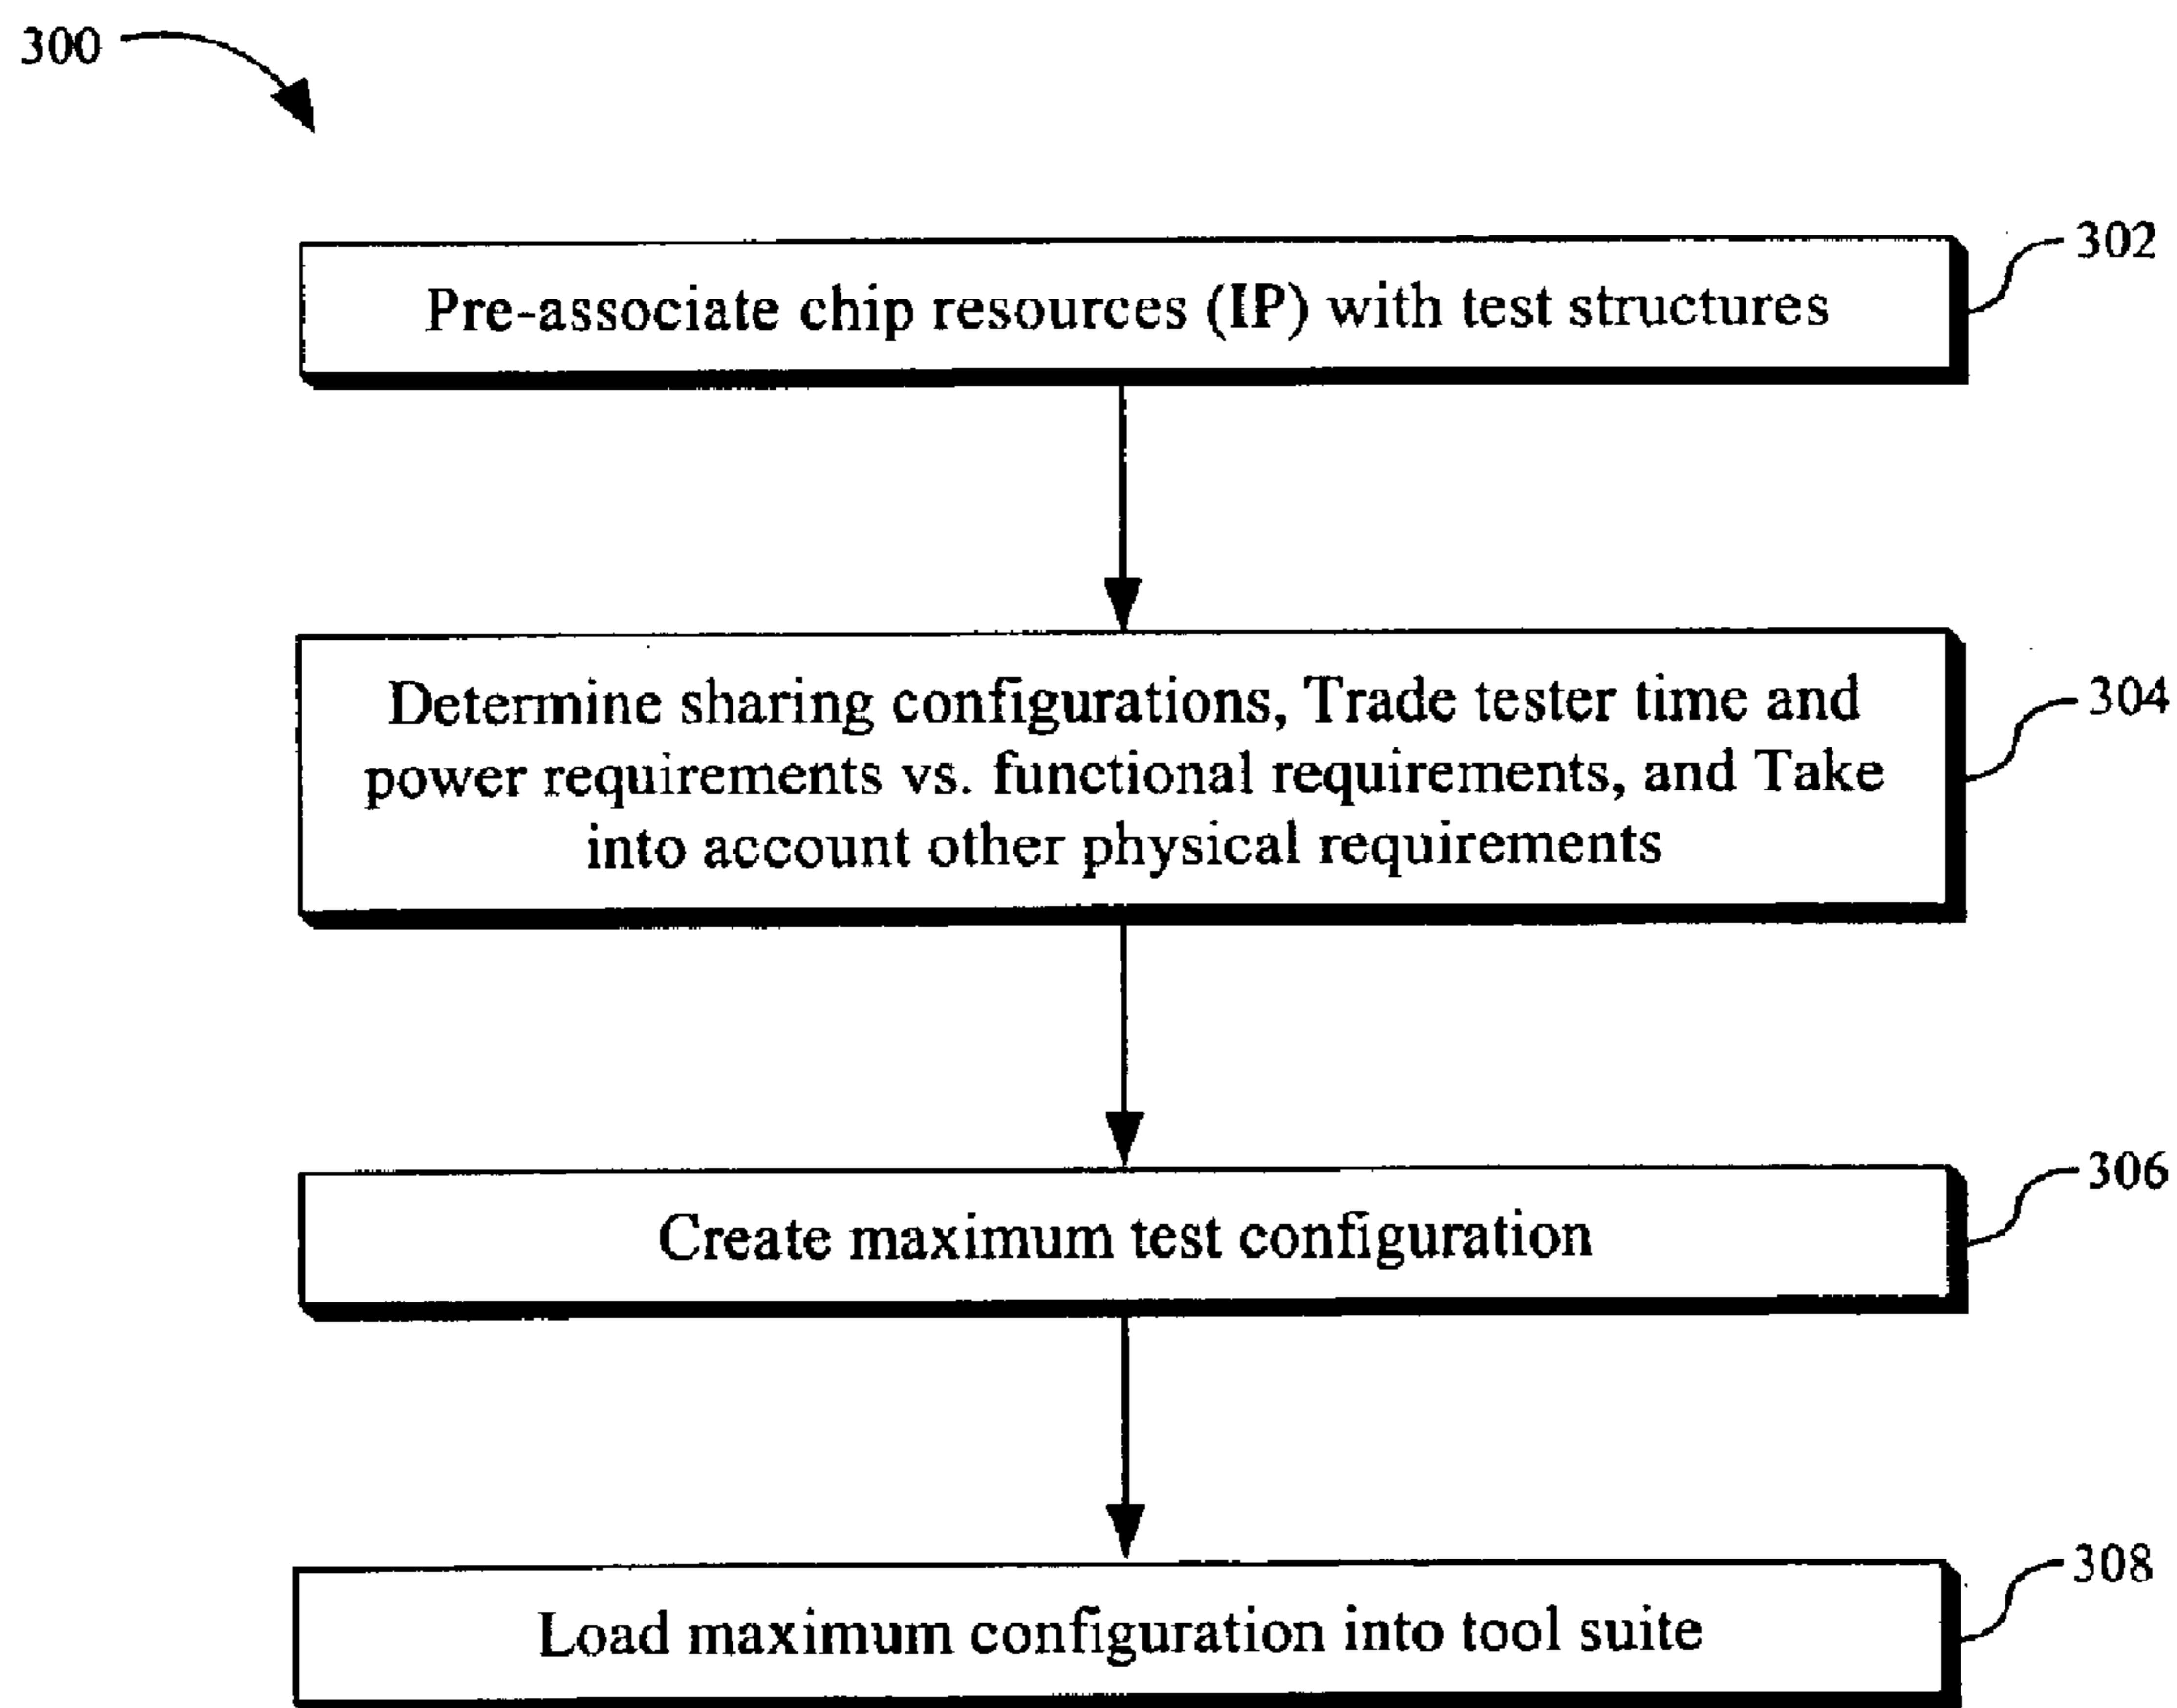 300
302
Pre-associate chip resources (IP) with test structures
304
Determine sharing configurations, Trade tester time and
power requirements vs. functional requirements, and Take
into account other physical requirements
306
Create maximum test configuration
308
Load maximum configuration into tool suite